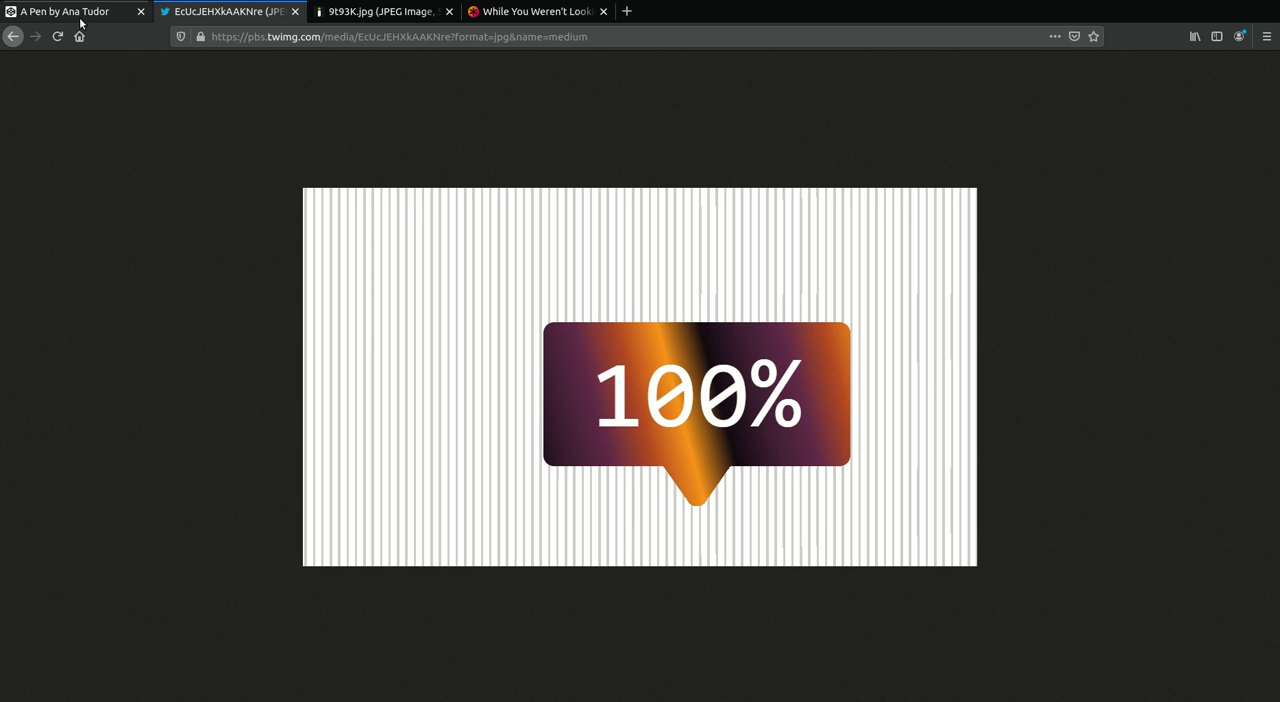 A Pen by Ana Tudor
EcUcJEHXkAAKNre (JPE
9t93K.jpg (JPEG Image,
While You Weren't Look
https://pbs.twimg.com/media/EcUcJEHXkAAKNre?format=jpg&name=medium
100%